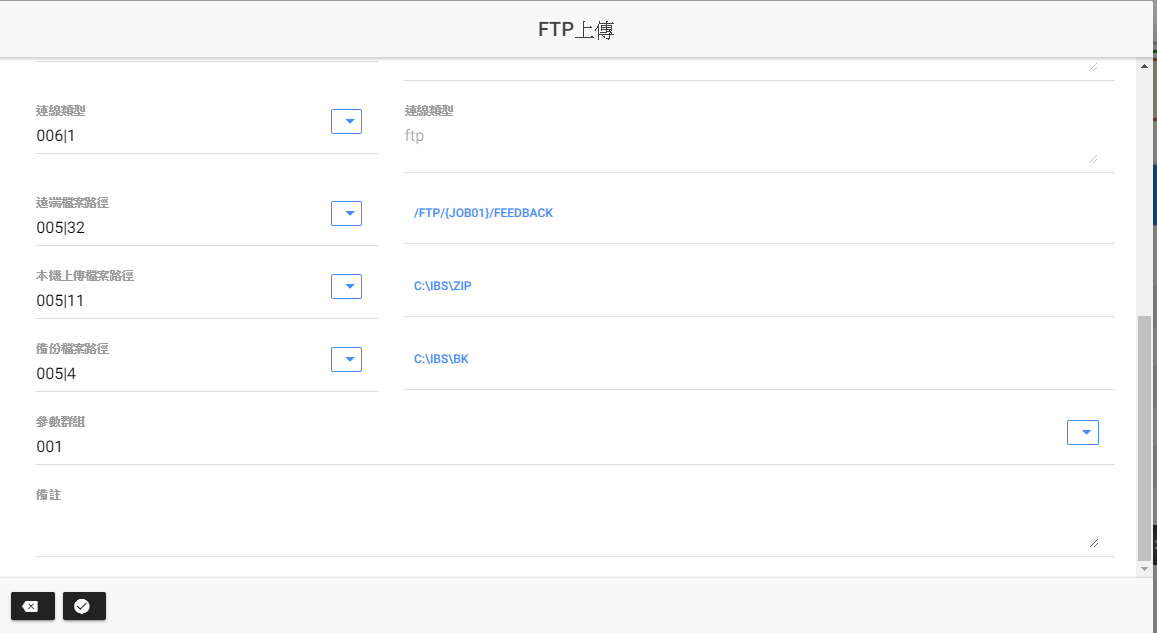 FTP上傳
連線類型
006|1
連線類型
ftp
遠端檔案路徑
005|32
/FTP/{JOB01}/FEEDBACK
本機上傳檔案路徑
005|11
C:\IBS\ZIP
備份檔案路徑
005|4
C:\IBS\BK
參數群組
001
備註